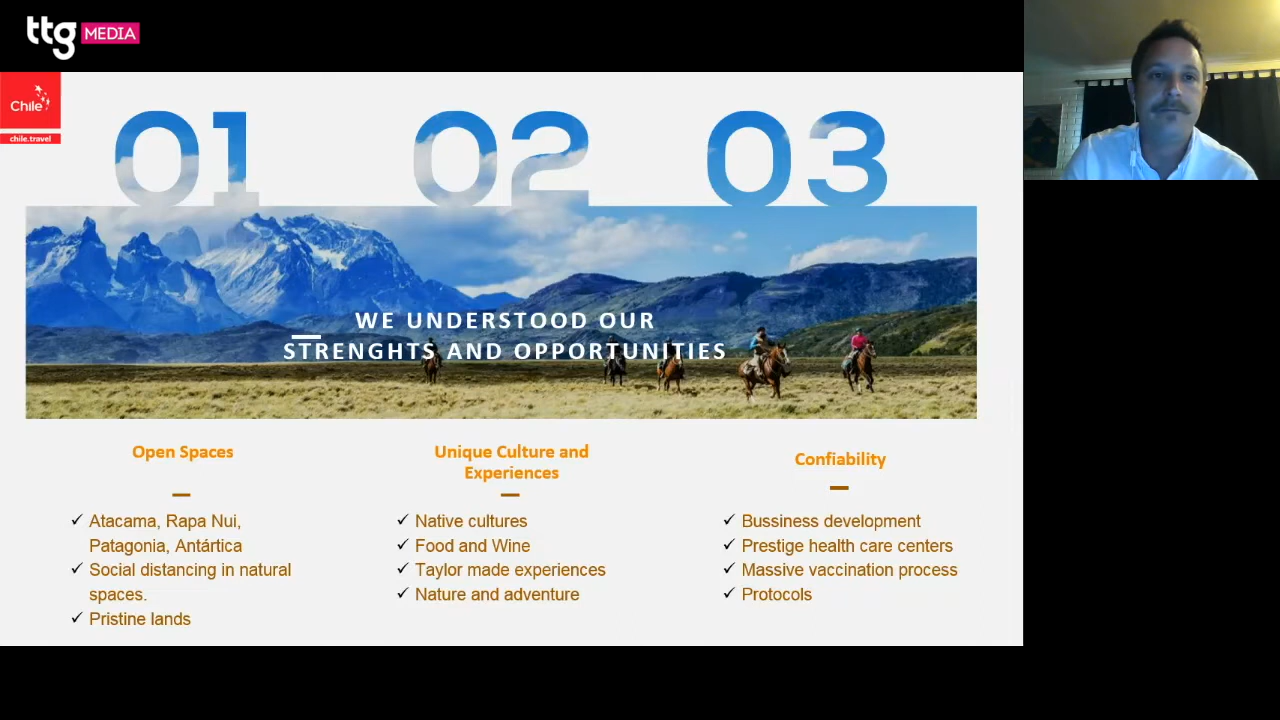 ttg MEDIA
Chile
chile.travel
01 02 03
WE UNDERSTOOD OUR
STRENGHTS AND OPPORTUNITIES
Open Spaces
Atacama, Rapa Nui,
Patagonia, Antártica
Social distancing in natural
spaces.
Pristine lands
Unique Culture and
Experiences
Native cultures
Food and Wine
Taylor made experiences
Nature and adventure
Confiability
Bussiness development
Prestige health care centers
Massive vaccination process
Protocols